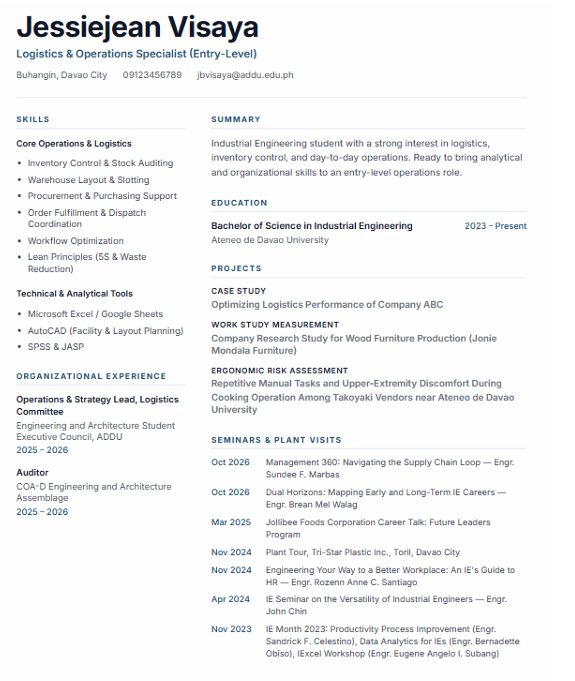 Jessiejean Visaya
Logistics & Operations Specialist (Entry-Level)
Buhangin, Davao City 09123456789 jbvisaya@addu.edu.ph
SKILLS
Core Operations & Logistics
• Inventory Control & Stock Auditing
• Warehouse Layout & Slotting
• Procurement & Purchasing Support
• Order Fulfillment & Dispatch
Coordination
• Workflow Optimization
• Lean Principles (5S & Waste
Reduction)
Technical & Analytical Tools
• Microsoft Excel / Google Sheets
• AutoCAD (Facility & Layout Planning)
• SPSS & JASP
ORGANIZATIONAL EXPERIENCE
Operations & Strategy Lead, Logistics
Committee
Engineering and Architecture Student
Executive Council, ADDU
2025 – 2026
Auditor
COA-D Engineering and Architecture
Assemblage
2025 – 2026
SUMMARY
Industrial Engineering student with a strong interest in logistics,
inventory control, and day-to-day operations. Ready to bring analytical
and organizational skills to an entry-level operations role.
EDUCATION
Bachelor of Science in Industrial Engineering 2023 – Present
Ateneo de Davao University
PROJECTS
CASE STUDY
Optimizing Logistics Performance of Company ABC
WORK STUDY MEASUREMENT
Company Research Study for Wood Furniture Production (Jonie
Mondala Furniture)
ERGONOMIC RISK ASSESSMENT
Repetitive Manual Tasks and Upper-Extremity Discomfort During
Cooking Operation Among Takoyaki Vendors near Ateneo de Davao
University
SEMINARS & PLANT VISITS
Oct 2026 Management 360: Navigating the Supply Chain Loop — Engr.
Sundee F. Marbas
Oct 2026 Dual Horizons: Mapping Early and Long-Term IE Careers —
Engr. Brean Mel Walag
Mar 2025 Jollibee Foods Corporation Career Talk: Future Leaders
Program
Nov 2024 Plant Tour, Tri-Star Plastic Inc., Toril, Davao City
Nov 2024 Engineering Your Way to a Better Workplace: An IE's Guide to
HR — Engr. Rozenn Anne C. Santiago
Apr 2024 IE Seminar on the Versatility of Industrial Engineers — Engr.
John Chin
Nov 2023 IE Month 2023: Productivity Process Improvement (Engr.
Sandrick F. Celestino), Data Analytics for IEs (Engr. Bernadette
Obiso), IExcel Workshop (Engr. Eugene Angelo I. Subang)